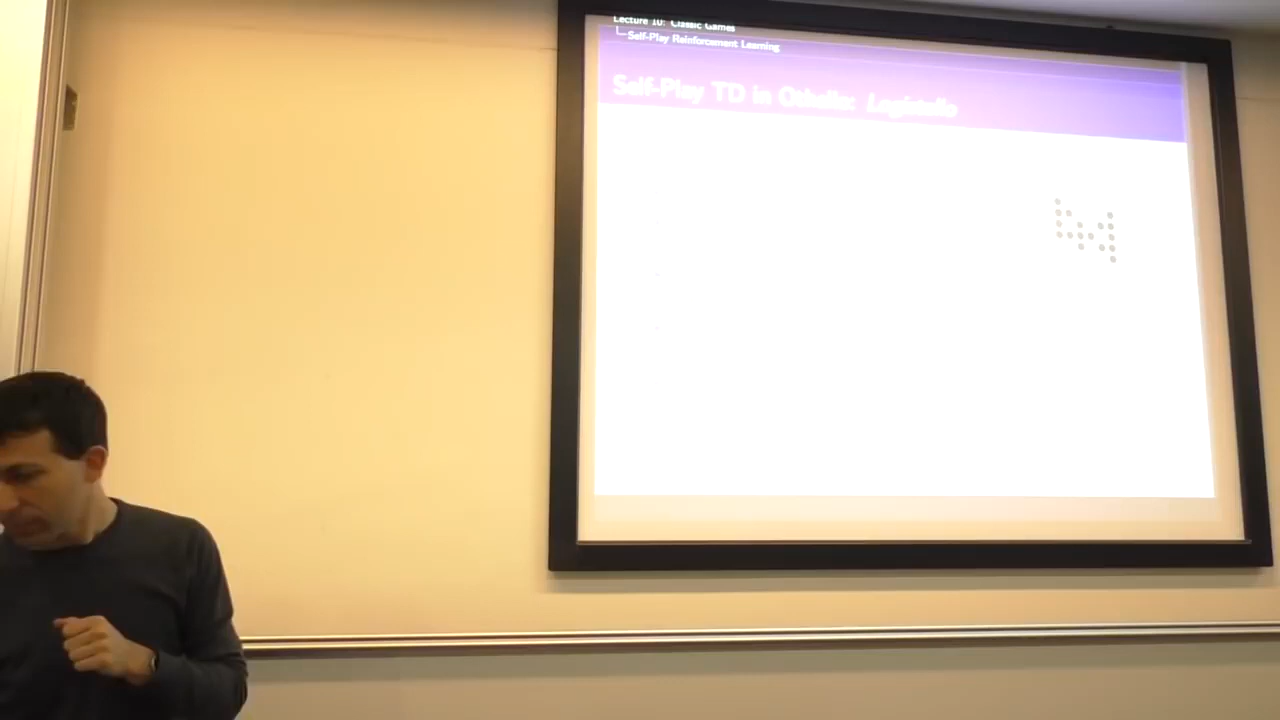 Lecture 10: Classic Games
Self-Play Reinforcement Learning
Self-Play TD in Othello: Logistello